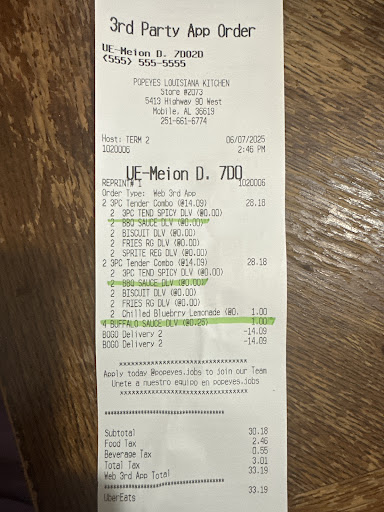 3rd Party App Order
UE-Meion D. 7D02D
(555) 555-5555
POPEYES LOUISIANA KITCHEN
Store #2073
5413 Highway 90 West
Mobile, AL 36619
251-661-6774
Host: TERM 2 06/07/2025
1020006 2:46 PM
UE-Meion D. 7D0
REPRINT# 1 1020006
Order Type: Web 3rd App
2 3PC Tender Combo (@14.09) 28.18
2 3PC TEND SPICY DLV (@0.00)
2 BBQ SAUCE DLV (@0.00)
2 BISCUIT DLV (@0.00)
2 FRIES RG DLV (@0.00)
2 SPRITE REG DLV (@0.00)
2 3PC Tender Combo (@14.09) 28.18
2 3PC TEND SPICY DLV (@0.00)
2 BBQ SAUCE DLV (@0.00)
2 BISCUIT DLV (@0.00)
2 FRIES RG DLV (@0.00)
2 Chilled Bluebrry Lemonade (@0. 1.00
4 BUFFALO SAUCE DLV (@0.25) 1.00
BOGO Delivery 2 -14.09
BOGO Delivery 2 -14.09
Apply today @popeyes.jobs to join our Team
Unete a nuestro equipo en popeyes.jobs
Subtotal 30.18
Food Tax 2.46
Beverage Tax 0.55
Total Tax 3.01
Web 3rd App Total 33.19
UberEats 33.19